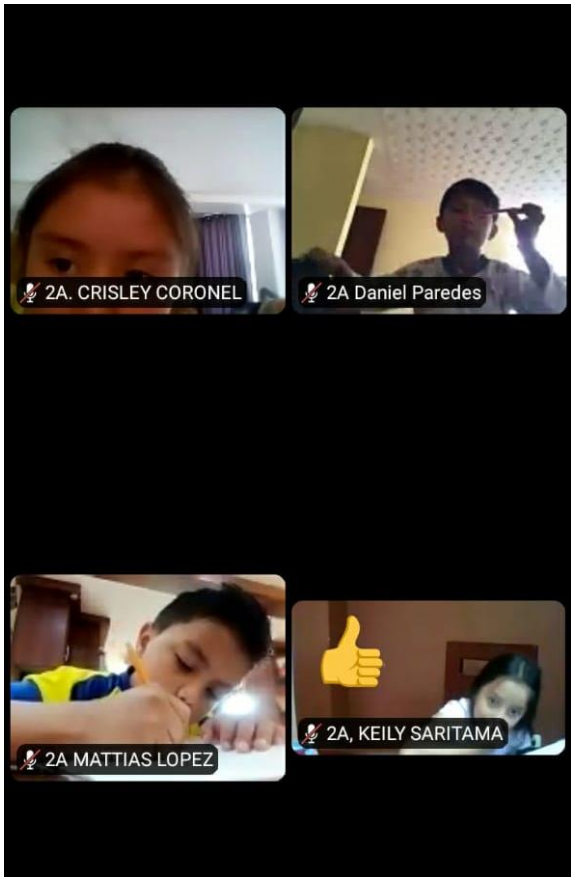 2A. CRISLEY CORONEL
2A Daniel Paredes
2A MATTIAS LOPEZ
2A, KEILY SARITAMA